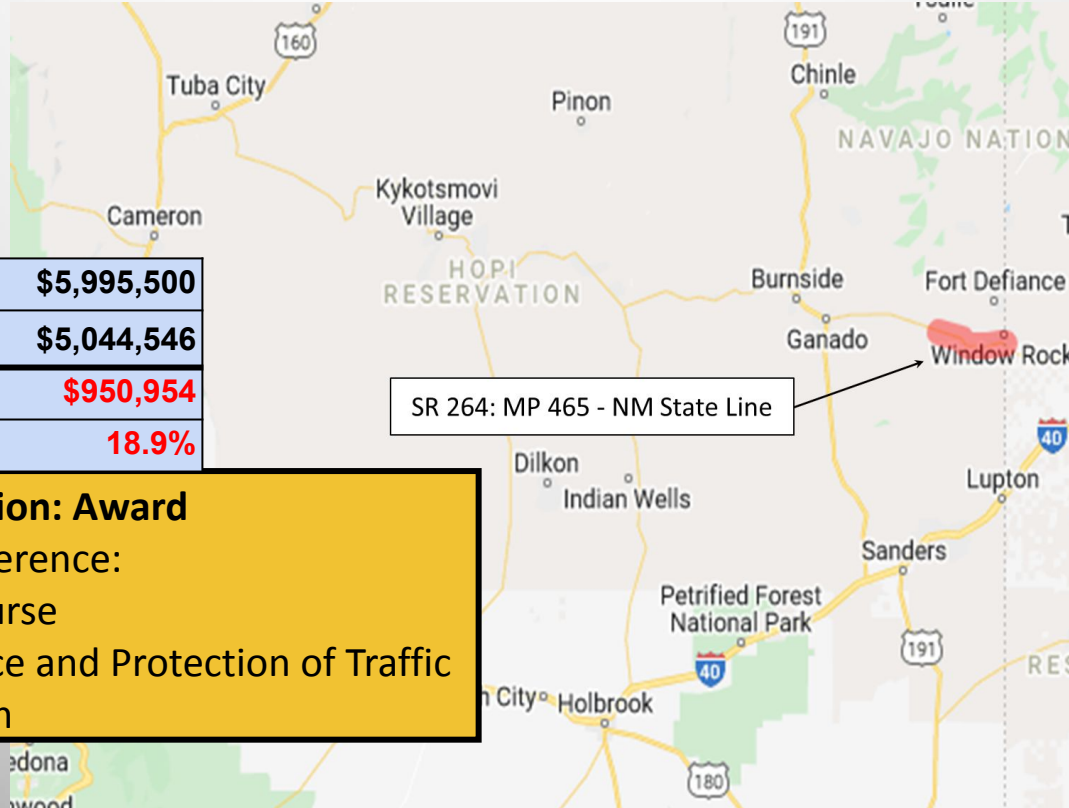 160
191
Tuba City
Chinle
Pinon
NAVAJO NATION
Kykotsmovi
Village
Cameron
HOPI
RESERVATION
Burnside
Fort Defiance
Ganado
Window Rock
$5,995,500
$5,044,546
$950,954
18.9%
SR 264: MP 465 - NM State Line
40
Dilkon
Indian Wells
Lupton
Sanders
ion: Award
erence:
urse
ce and Protection of Traffic
n
Petrified Forest
National Park
191
RES
40
n City
Holbrook
180
edona
wood